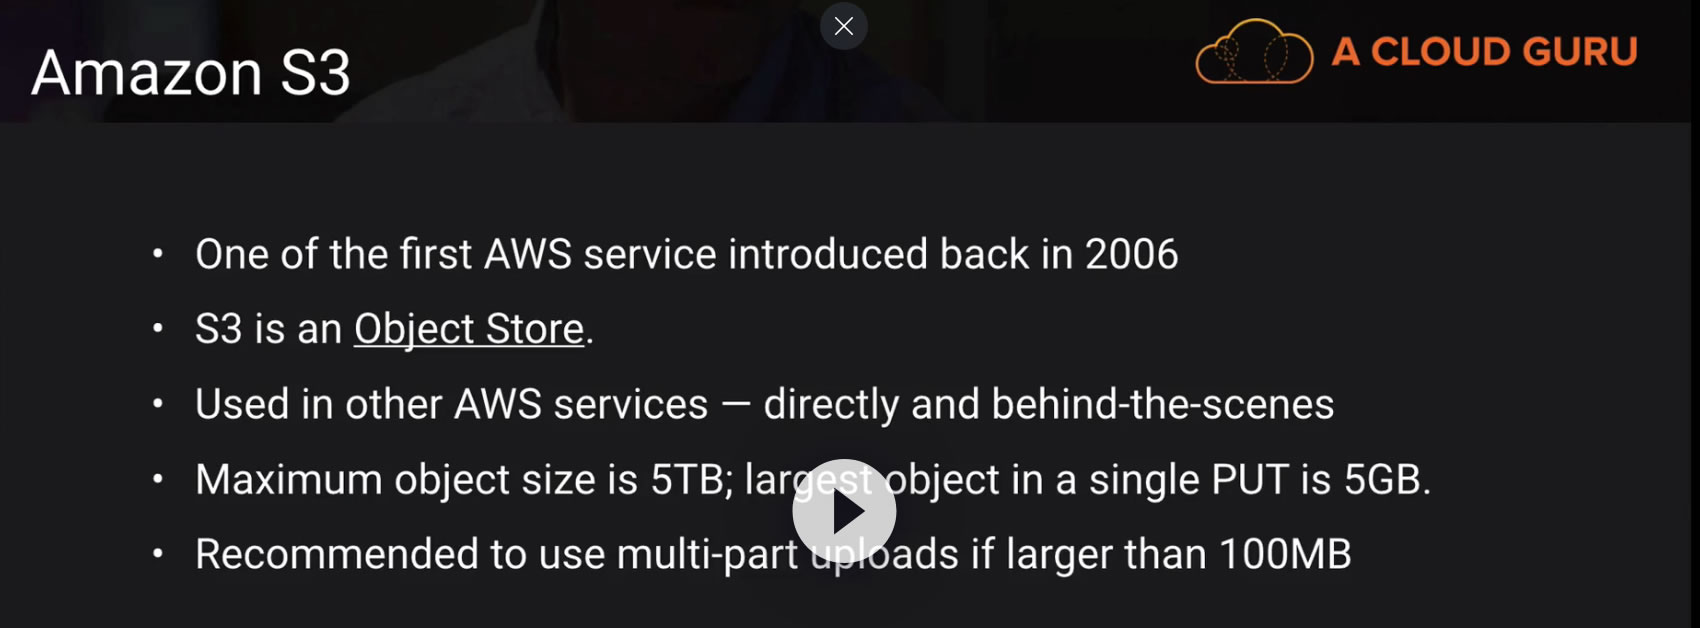 Amazon S3
A CLOUD GURU
• One of the first AWS service introduced back in 2006
• S3 is an Object Store.
• Used in other AWS services — directly and behind-the-scenes
• Maximum object size is 5TB; largest object in a single PUT is 5GB.
• Recommended to use multi-part uploads if larger than 100MB